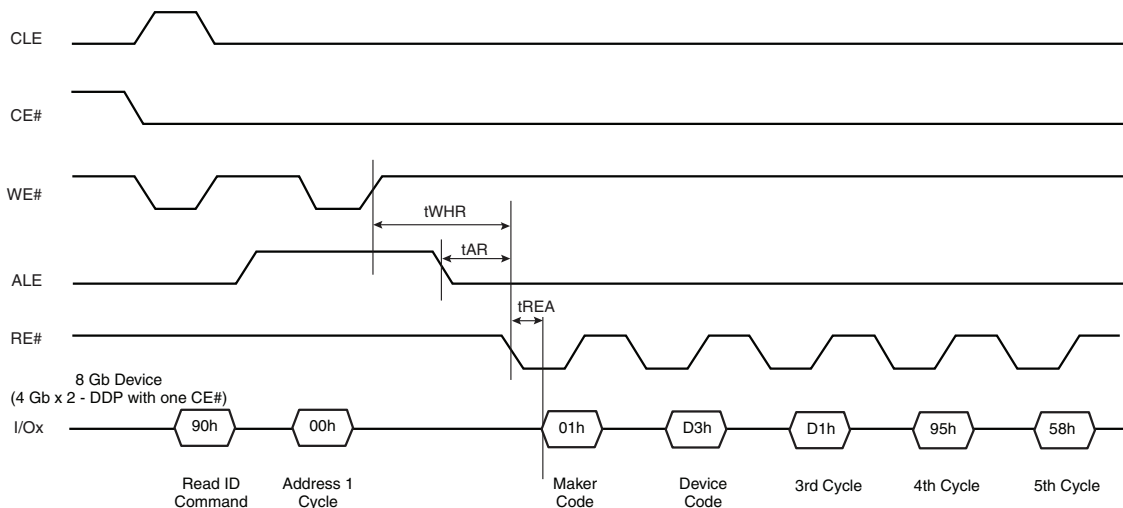 CLE
CE#
WE#
tWHR
tAR
ALE
tREA
RE#
8 Gb Device
(4 Gb x 2 - DDP with one CE#)
I/Ox
90h
00h
01h
D3h
D1h
95h
58h
Read ID
Command
Address 1
Cycle
Maker
Code
Device
Code
3rd Cycle
4th Cycle
5th Cycle